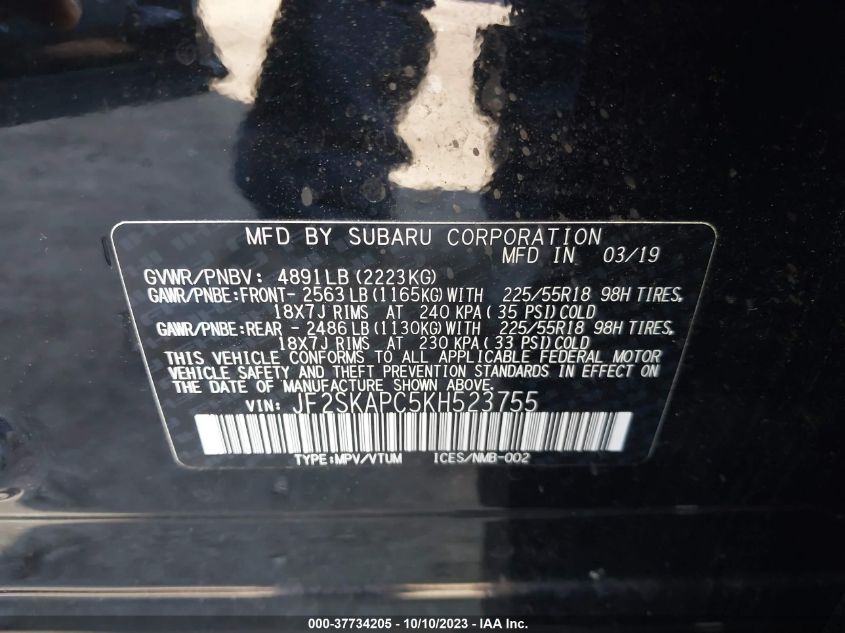 MFD BY SUBARU CORPORATION
MFD IN 03/19
GVWR/PNBV: 4891LB (2223KG)
GAWR/PNBE:FRONT- 2563 LB (1165KG) WITH 225/55R18 98H TIRES,
18X7J RIMS AT 240 KPA (35 PSI) COLD
GAWR/PNBE:REAR - 2486 LB (1130KG) WITH 225/55R18 98H TIRES,
18X7J RIMS AT 230 KPA (33 PSI) COLD
THIS VEHICLE CONFORMS TO ALL APPLICABLE FEDERAL MOTOR
VEHICLE SAFETY AND THEFT PREVENTION STANDARDS IN EFFECT ON
THE DATE OF MANUFACTURE SHOWN ABOVE.
VIN: JF2SKAPC5KH523755
TYPE:MPV/VTUM ICES/NMB-002
000-37734205 - 10/10/2023 - IAA Inc.